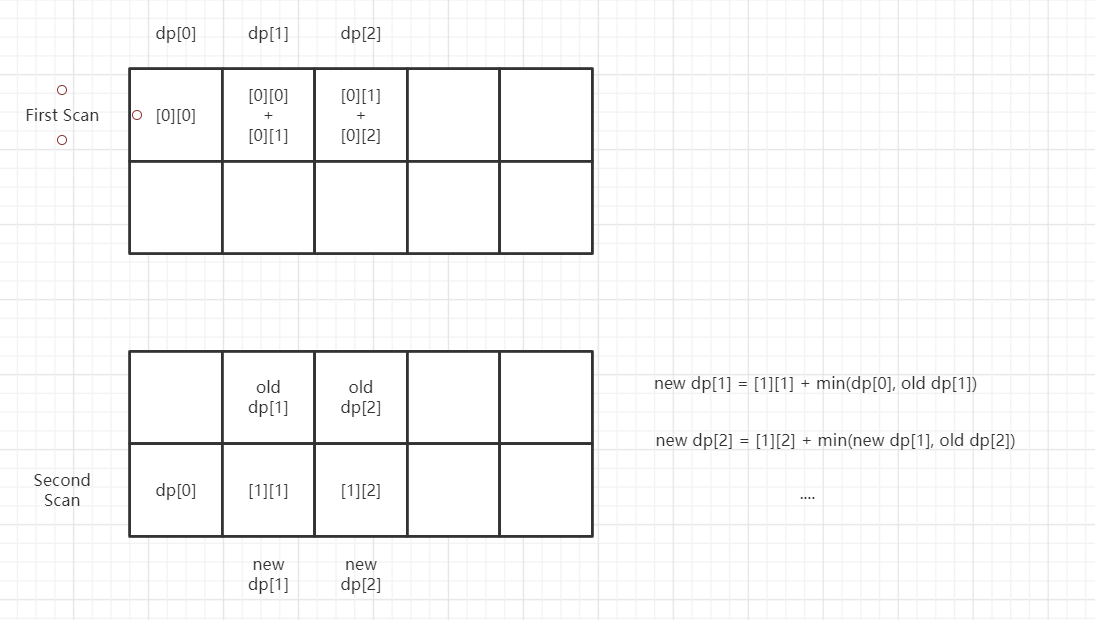 dp[0] dp[1] dp[2]
First Scan
[0][0]
[0][0]
+
[0][1]
[0][1]
+
[0][2]
old
dp[1]
old
dp[2]
new dp[1] = [1][1] + min(dp[0], old dp[1])
new dp[2] = [1][2] + min(new dp[1], old dp[2])
....
Second
Scan
dp[0]
[1][1]
[1][2]
new
dp[1]
new
dp[2]